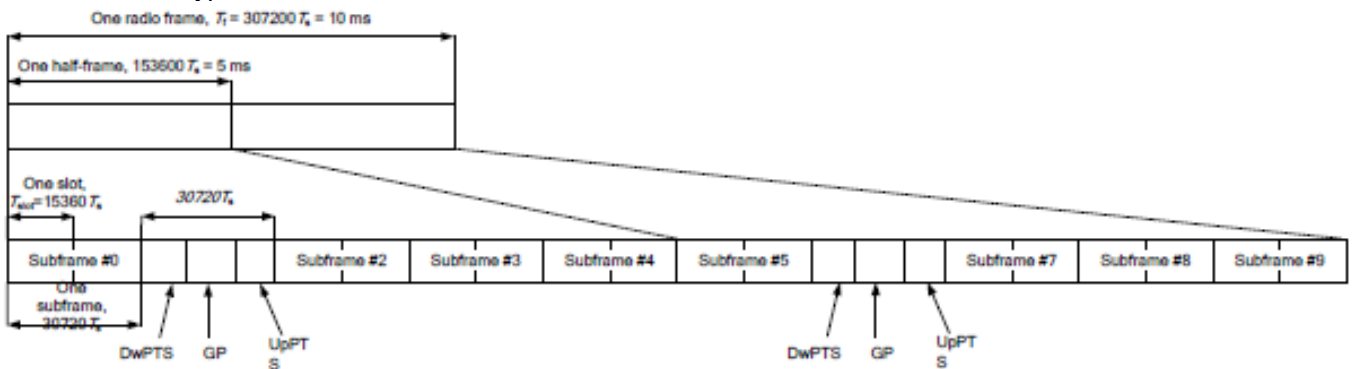 One radio frame, Tf = 307200 Ts = 10 ms
One half-frame, 153600 Ts = 5 ms
One slot,
Tslot=15360 Ts
30720Ts
Subframe #0
Subframe #2
Subframe #3
Subframe #4
Subframe #5
Subframe #7
Subframe #8
Subframe #9
One
subframe,
30720 Ts
DwPTS
GP
UpPT
S
DwPTS
GP
UpPT
S